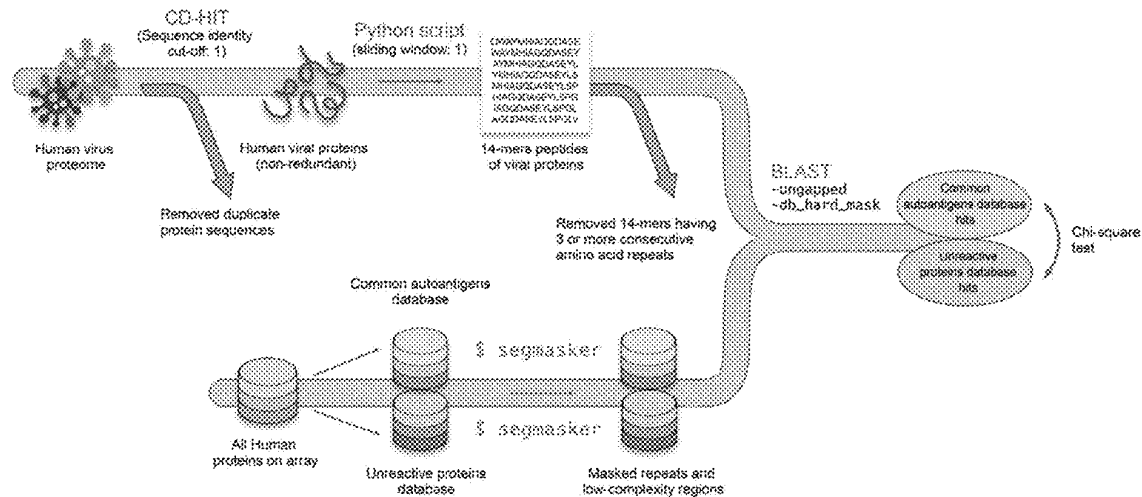 CD-HIT
(Sequence identity
cut-off: 1)
Python script
(sliding window: 1)
Human virus
proteome
Human viral proteins
(non-redundant)
14-mers peptides
of viral proteins
Removed duplicate
protein sequences
Removed 14-mers having
3 or more consecutive
amino acid repeats
BLAST
-ungapped
-db_hard_mask
Common
autoantigens database
hits
Unreactive
proteins database
hits
Chi-square
test
Common autoantigens
database
$ segmasker
$ segmasker
All Human
proteins on array
Unreactive proteins
database
Masked repeats and
low-complexity regions